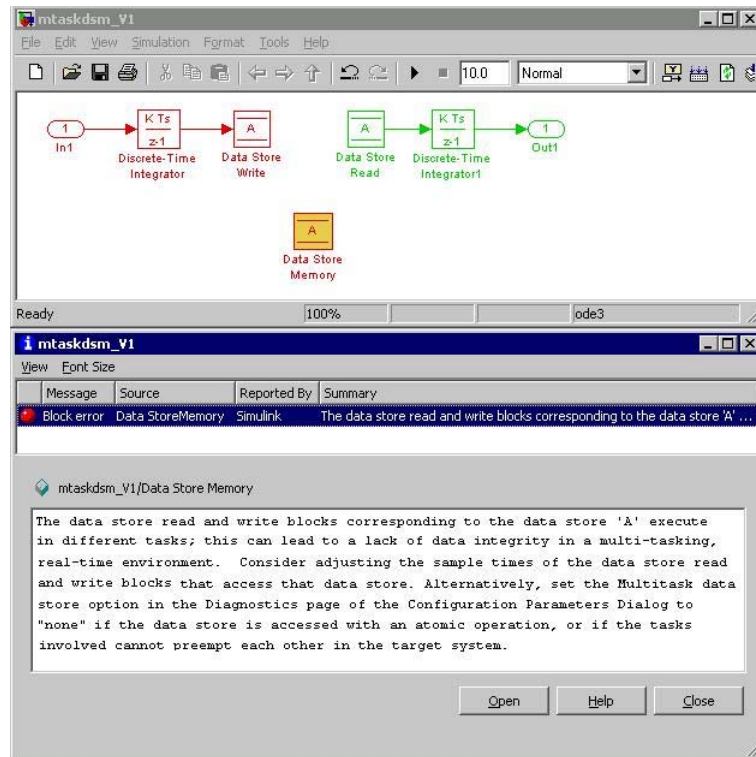 mtaskdsm_V1
File Edit View Simulation Format Tools Help
10.0 Normal
1 K Ts A A K Ts 1
z-1 z-1
In1 Discrete-Time Data Store Data Store Discrete-Time Out1
Integrator Write Read Integrator1
A
Data Store
Memory
Ready 100% ode3
mtaskdsm_V1
View Font Size
Message Source Reported By Summary
Block error Data StoreMemory Simulink The data store read and write blocks corresponding to the data store 'A' ...
mtaskdsm_V1/Data Store Memory
The data store read and write blocks corresponding to the data store 'A' execute
in different tasks; this can lead to a lack of data integrity in a multi-tasking,
real-time environment. Consider adjusting the sample times of the data store read
and write blocks that access that data store. Alternatively, set the Multitask data
store option in the Diagnostics page of the Configuration Parameters Dialog to
"none" if the data store is accessed with an atomic operation, or if the tasks
involved cannot preempt each other in the target system.
Open Help Close